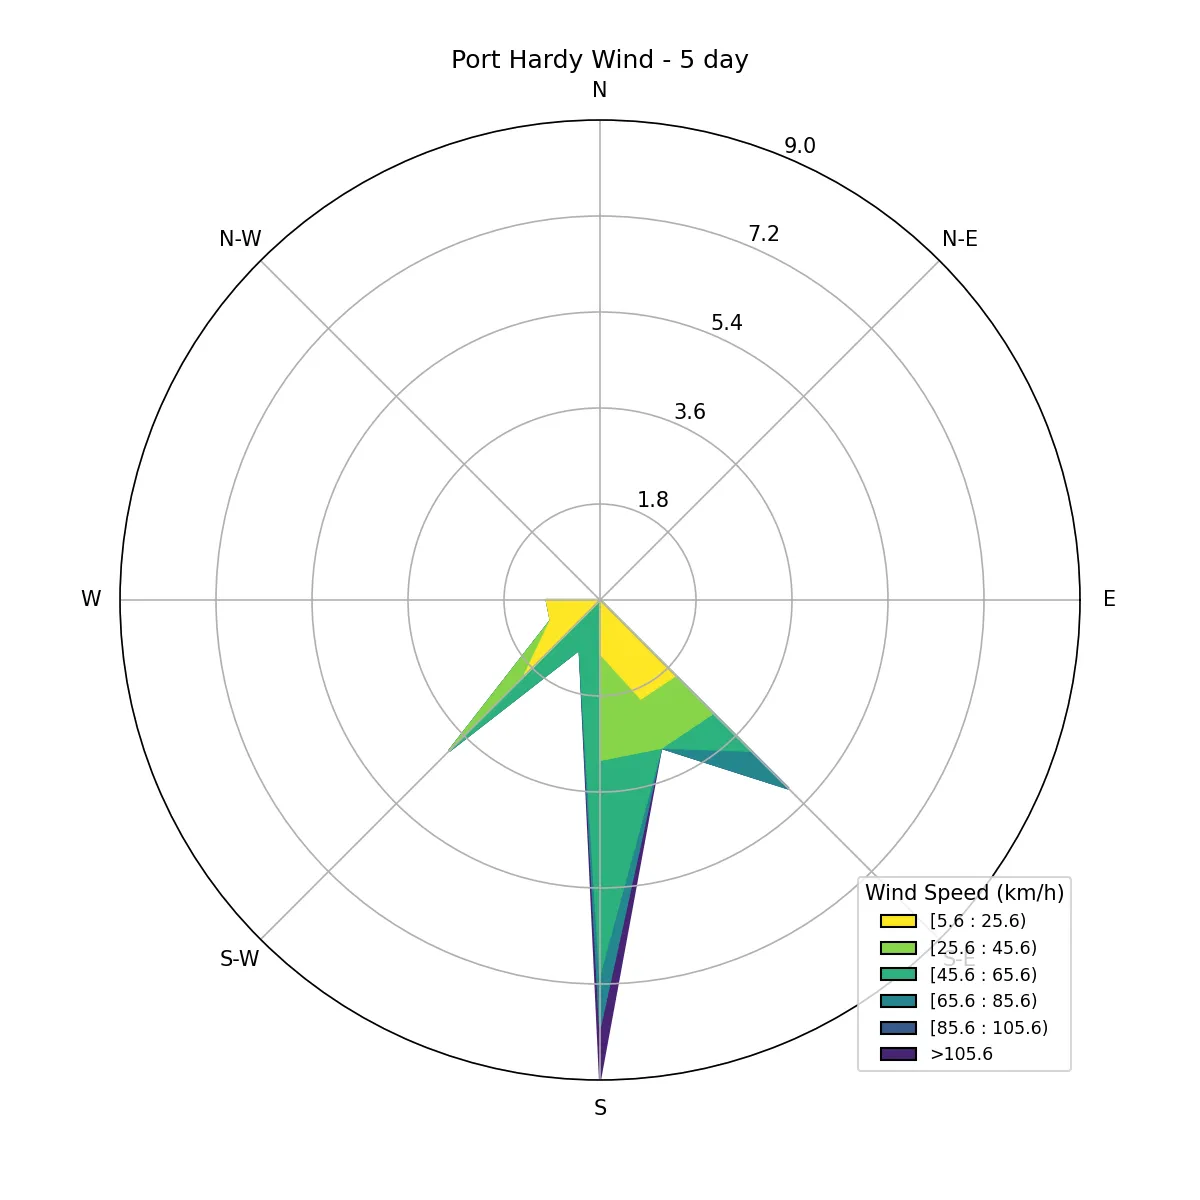 Port Hardy Wind - 5 day
N
9.0
N-W
N-E
7.2
5.4
3.6
1.8
W
E
Wind Speed (km/h)
[5.6 : 25.6)
[25.6 : 45.6)
S-W
S-E
[45.6 : 65.6)
[65.6 : 85.6)
[85.6 : 105.6)
>105.6
S